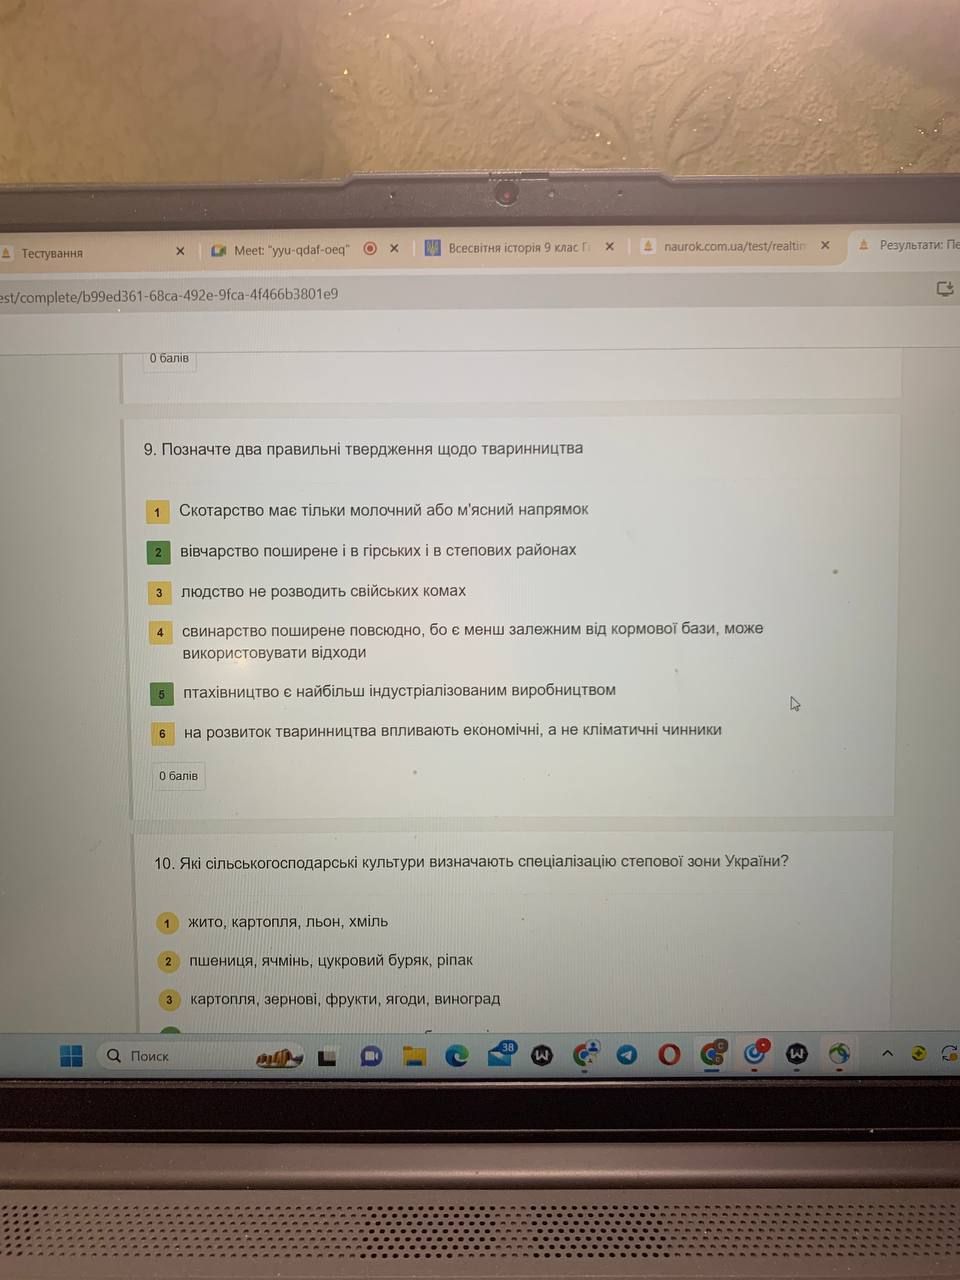 Тестування
Meet: "yyu-qdaf-oeq"
Всесвітня історія 9 клас Г
naurok.com.ua/test/realtim
Результати: Пе
est/complete/b99ed361-68ca-492e-9fca-4f466b3801e9
0 балів
9. Позначте два правильні твердження щодо тваринництва
1 Скотарство має тільки молочний або м'ясний напрямок
2 вівчарство поширене і в гірських і в степових районах
3 людство не розводить свійських комах
4 свинарство поширене повсюдно, бо є менш залежним від кормової бази, може
використовувати відходи
5 птахівництво є найбільш індустріалізованим виробництвом
6 на розвиток тваринництва впливають економічні, а не кліматичні чинники
0 балів
10. Які сільськогосподарські культури визначають спеціалізацію степової зони України?
1 жито, картопля, льон, хміль
2 пшениця, ячмінь, цукровий буряк, ріпак
3 картопля, зернові, фрукти, ягоди, виноград
Поиск
38